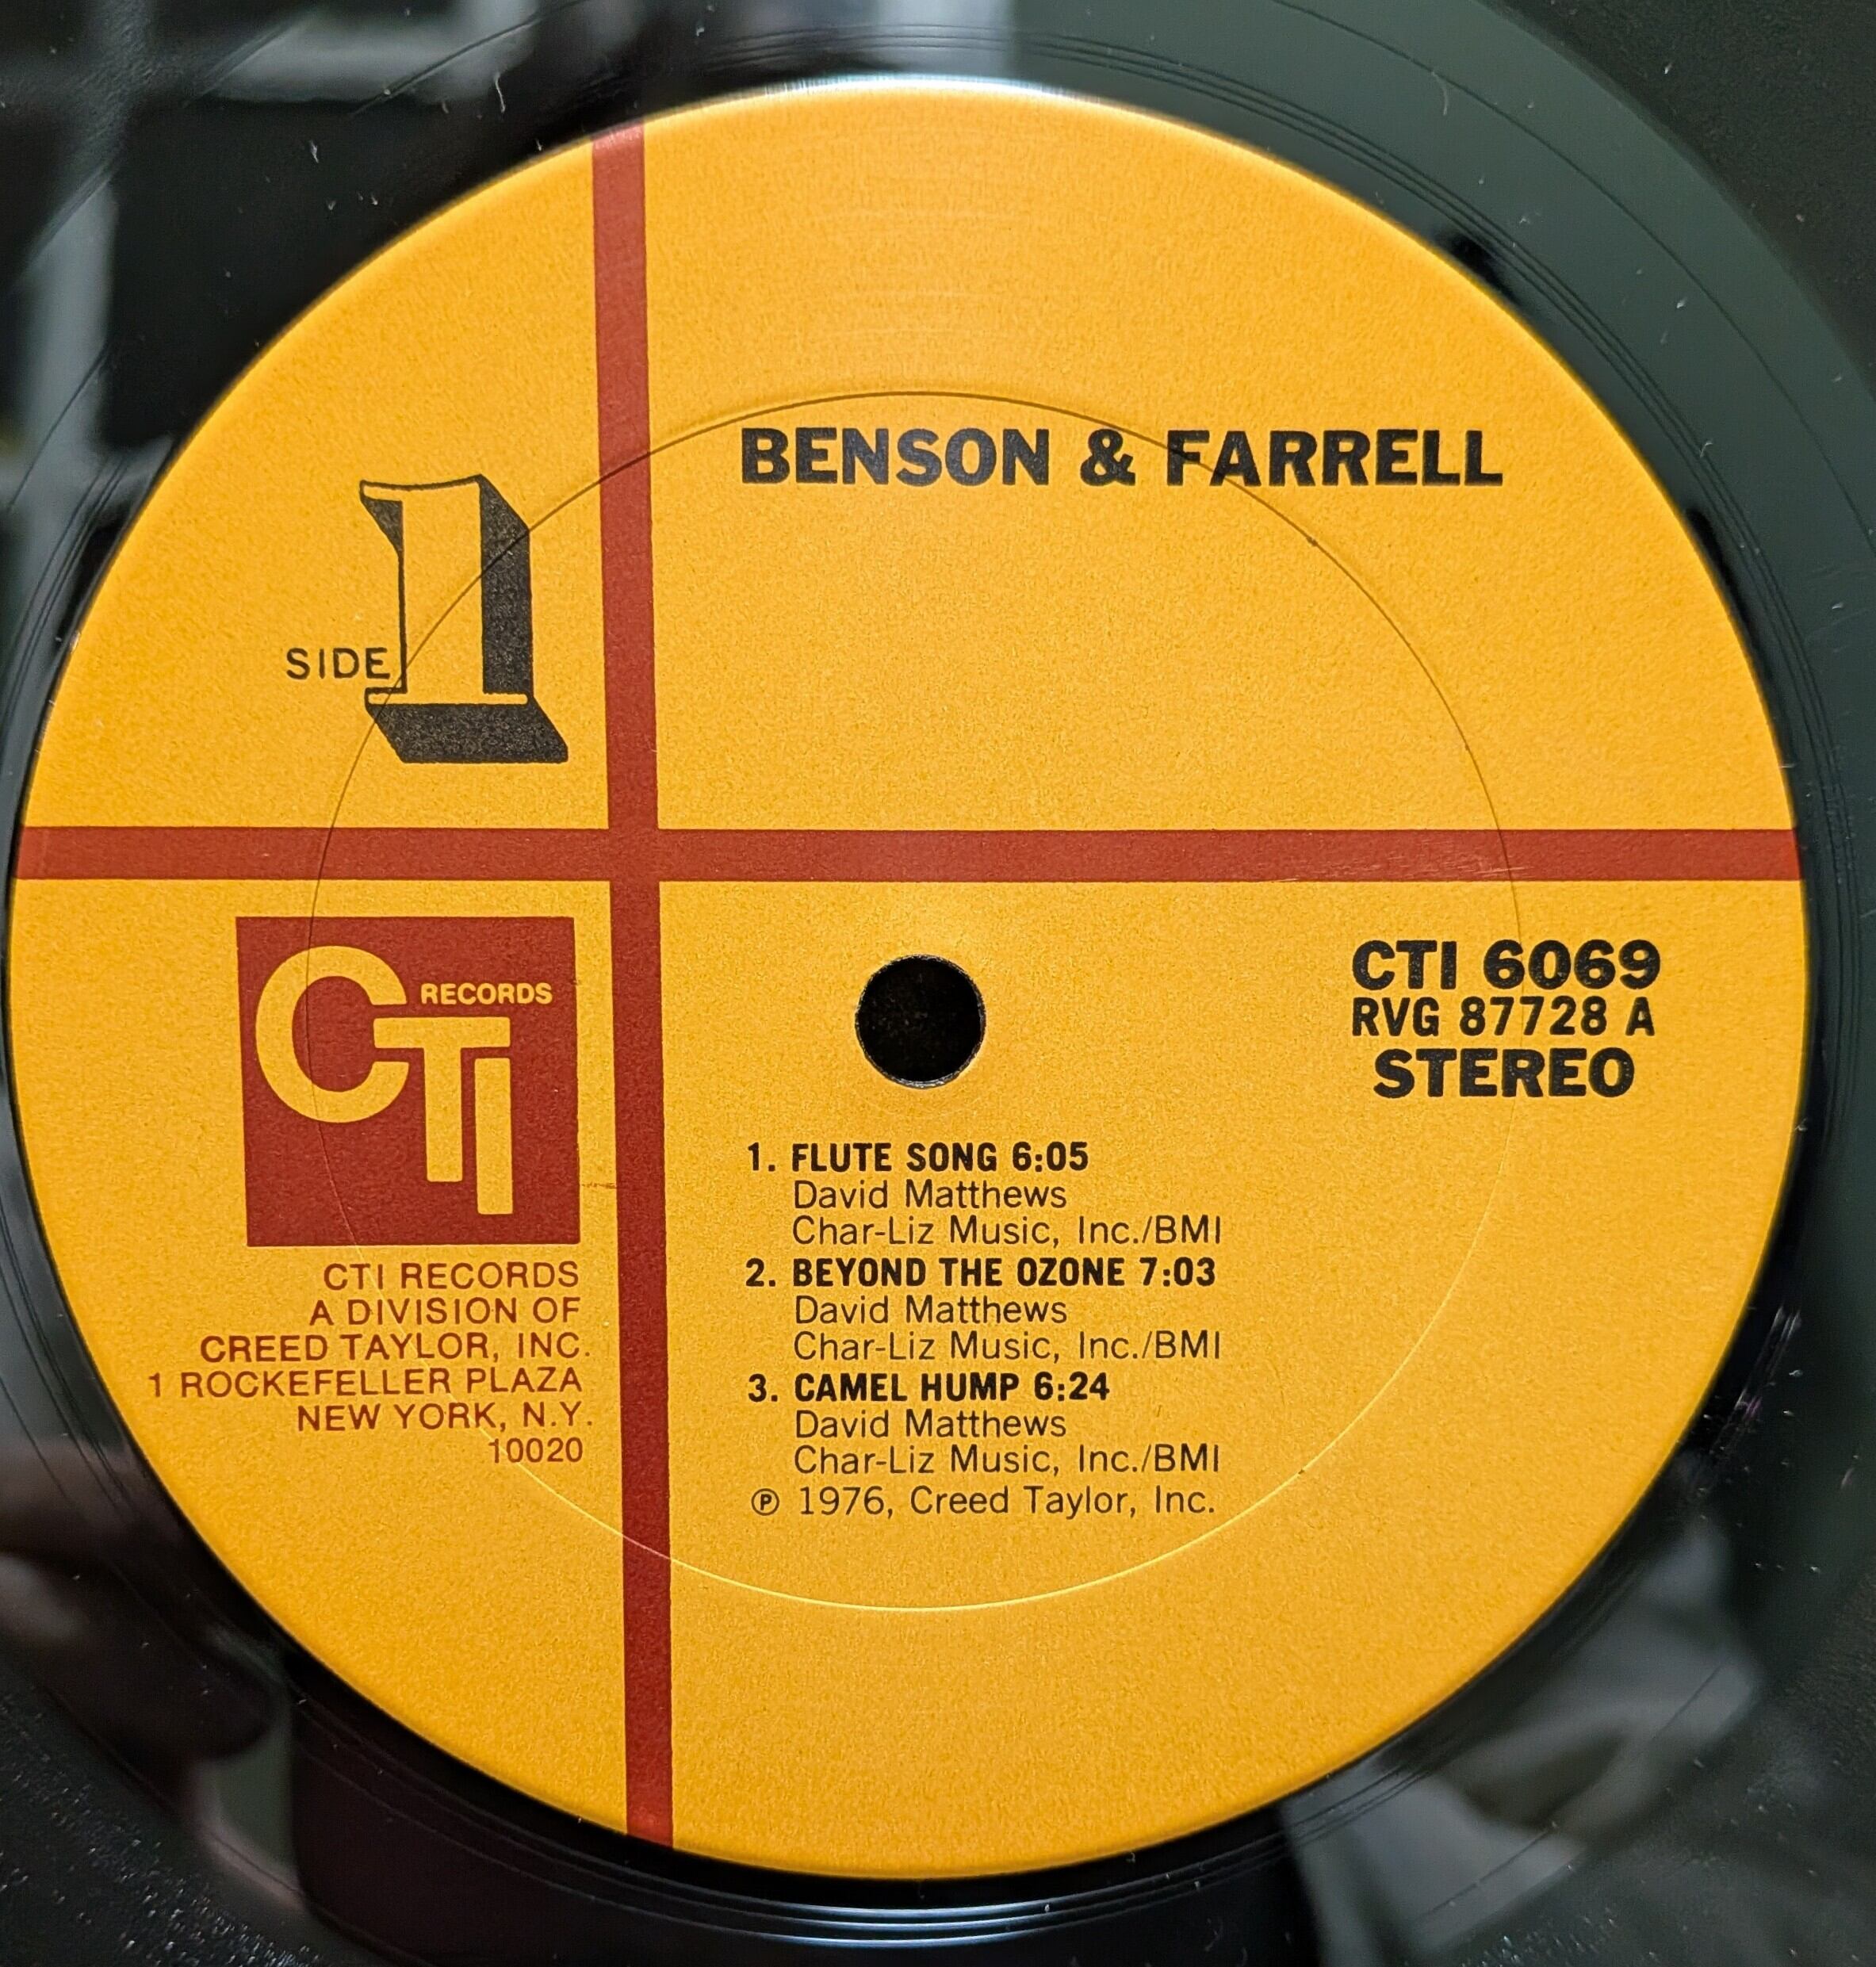 BENSON & FARRELL
SIDE 1
CTI RECORDS
CTI RECORDS
A DIVISION OF
CREED TAYLOR, INC.
1 ROCKEFELLER PLAZA
NEW YORK, N.Y.
10020
CTI 6069
RVG 87728 A
STEREO
1. FLUTE SONG 6:05
David Matthews
Char-Liz Music, Inc./BMI
2. BEYOND THE OZONE 7:03
David Matthews
Char-Liz Music, Inc./BMI
3. CAMEL HUMP 6:24
David Matthews
Char-Liz Music, Inc./BMI
℗ 1976, Creed Taylor, Inc.